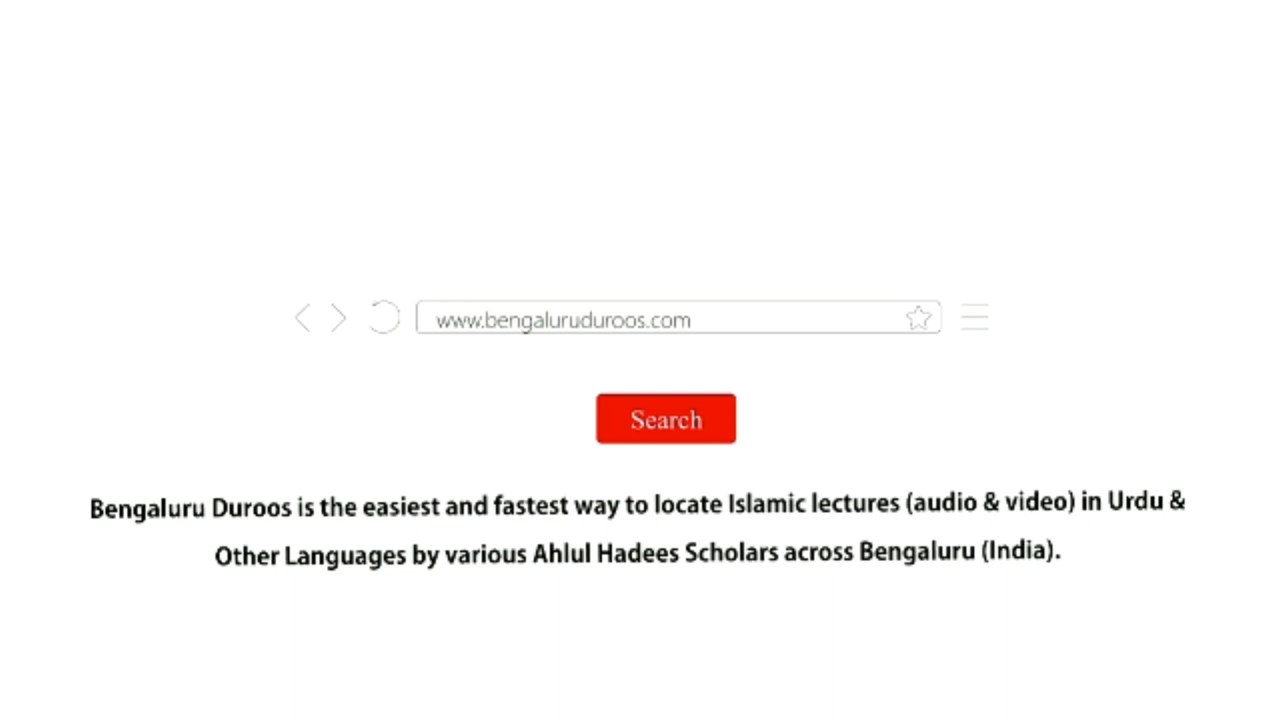 www.bengaluruduroos.com
Search
Bengaluru Duroos is the easiest and fastest way to locate Islamic lectures (audio & video) in Urdu &
Other Languages by various Ahlul Hadees Scholars across Bengaluru (India).